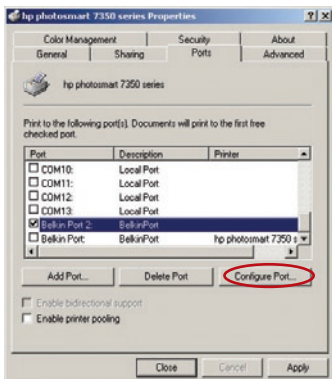 hp photosmart 7350 series Properties
Color Management Security About
General Sharing Ports Advanced
hp photosmart 7350 series
Print to the following port(s). Documents will print to the first free
checked port.
Port Description Printer
COM10: Local Port
COM11: Local Port
COM12: Local Port
COM13: Local Port
Belkin Port 2: BelkinPort
Belkin Port: BelkinPort hp photosmart 7350 s
Add Port... Delete Port Configure Port...
Enable bidirectional support
Enable printer pooling
Close Cancel Apply